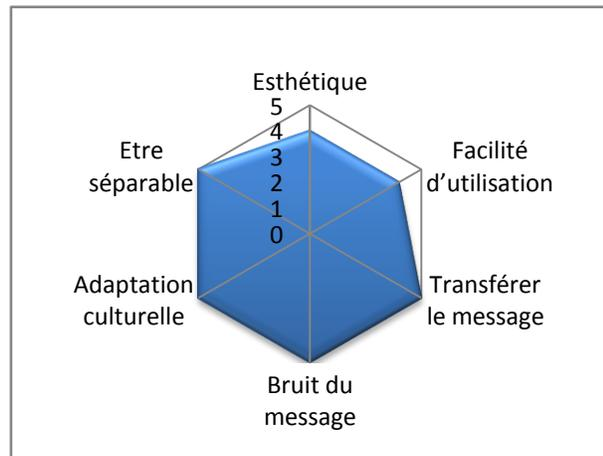 Esthétique
5
4
3
2
1
0
Facilité
d’utilisation
Transférer
le message
Bruit du
message
Adaptation
culturelle
Etre
séparable